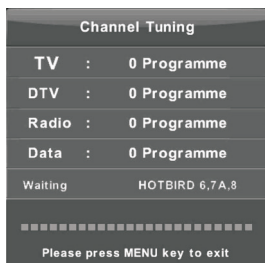 Channel Tuning
TV : 0 Programme
DTV : 0 Programme
Radio : 0 Programme
Data : 0 Programme
Waiting HOTBIRD 6,7A,8
Please press MENU key to exit